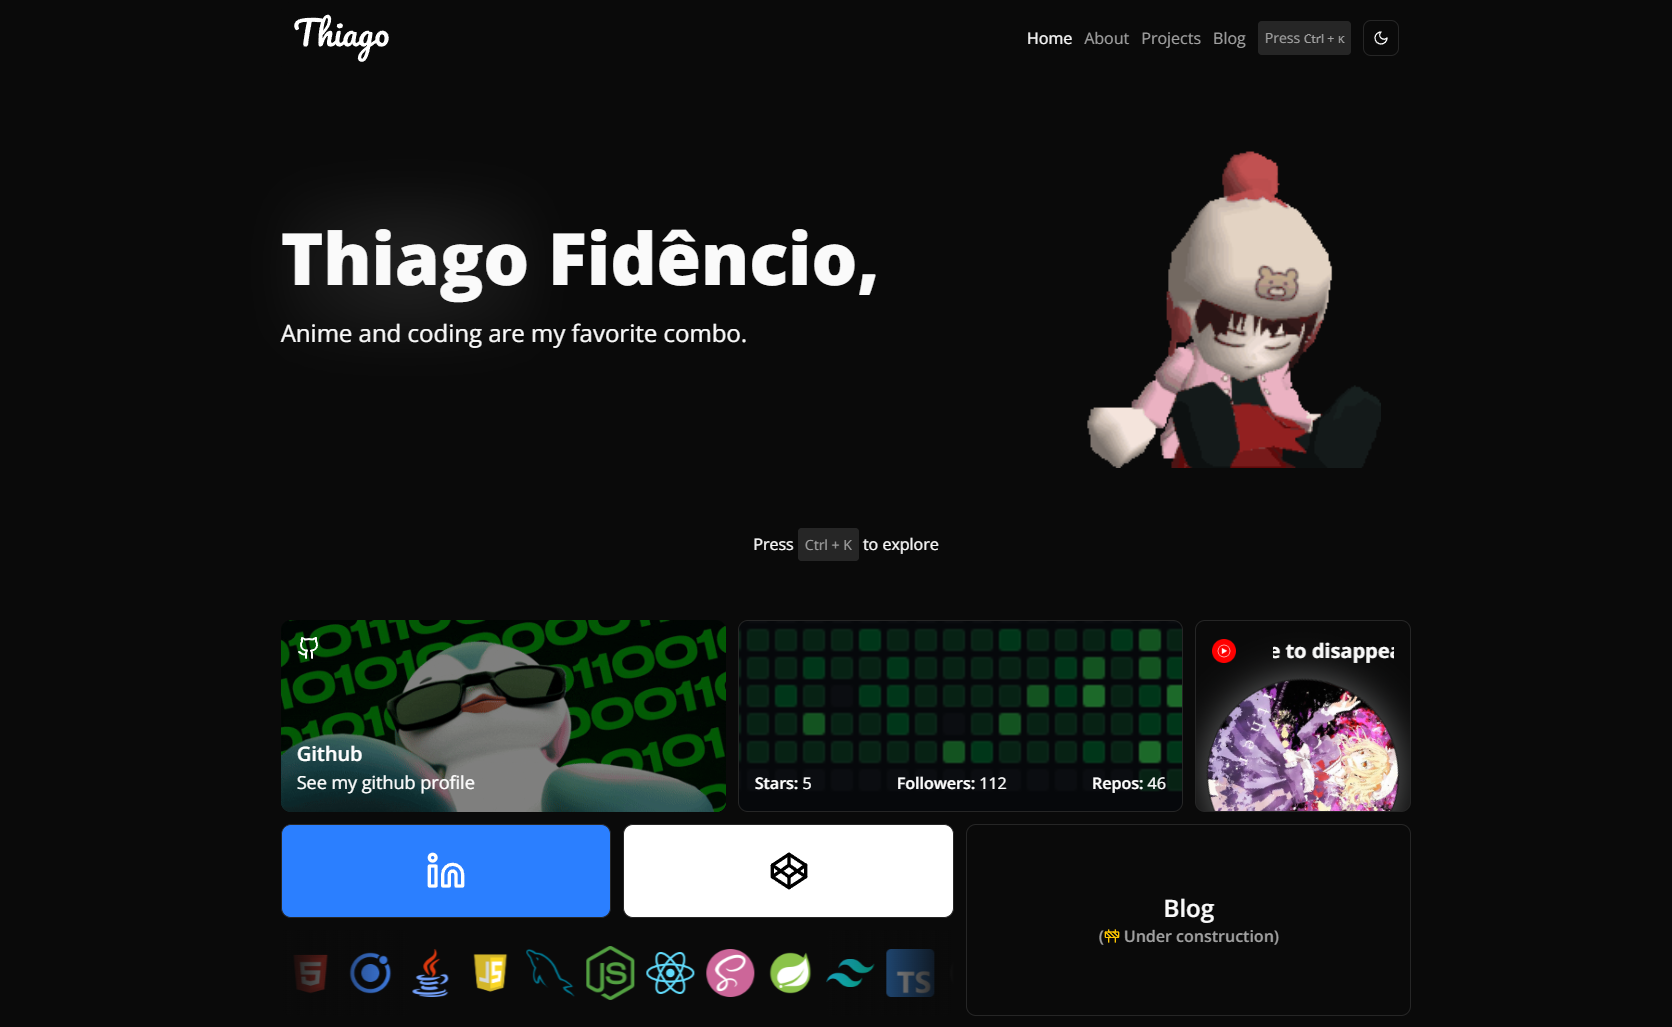 Thiago
Home About Projects Blog Press Ctrl + K
Thiago Fidêncio,
Anime and coding are my favorite combo.
Press Ctrl + K to explore
Github
See my github profile
Stars: 5 Followers: 112 Repos: 46
e to disappea
Blog
(🚧 Under construction)
5 JS JS TS